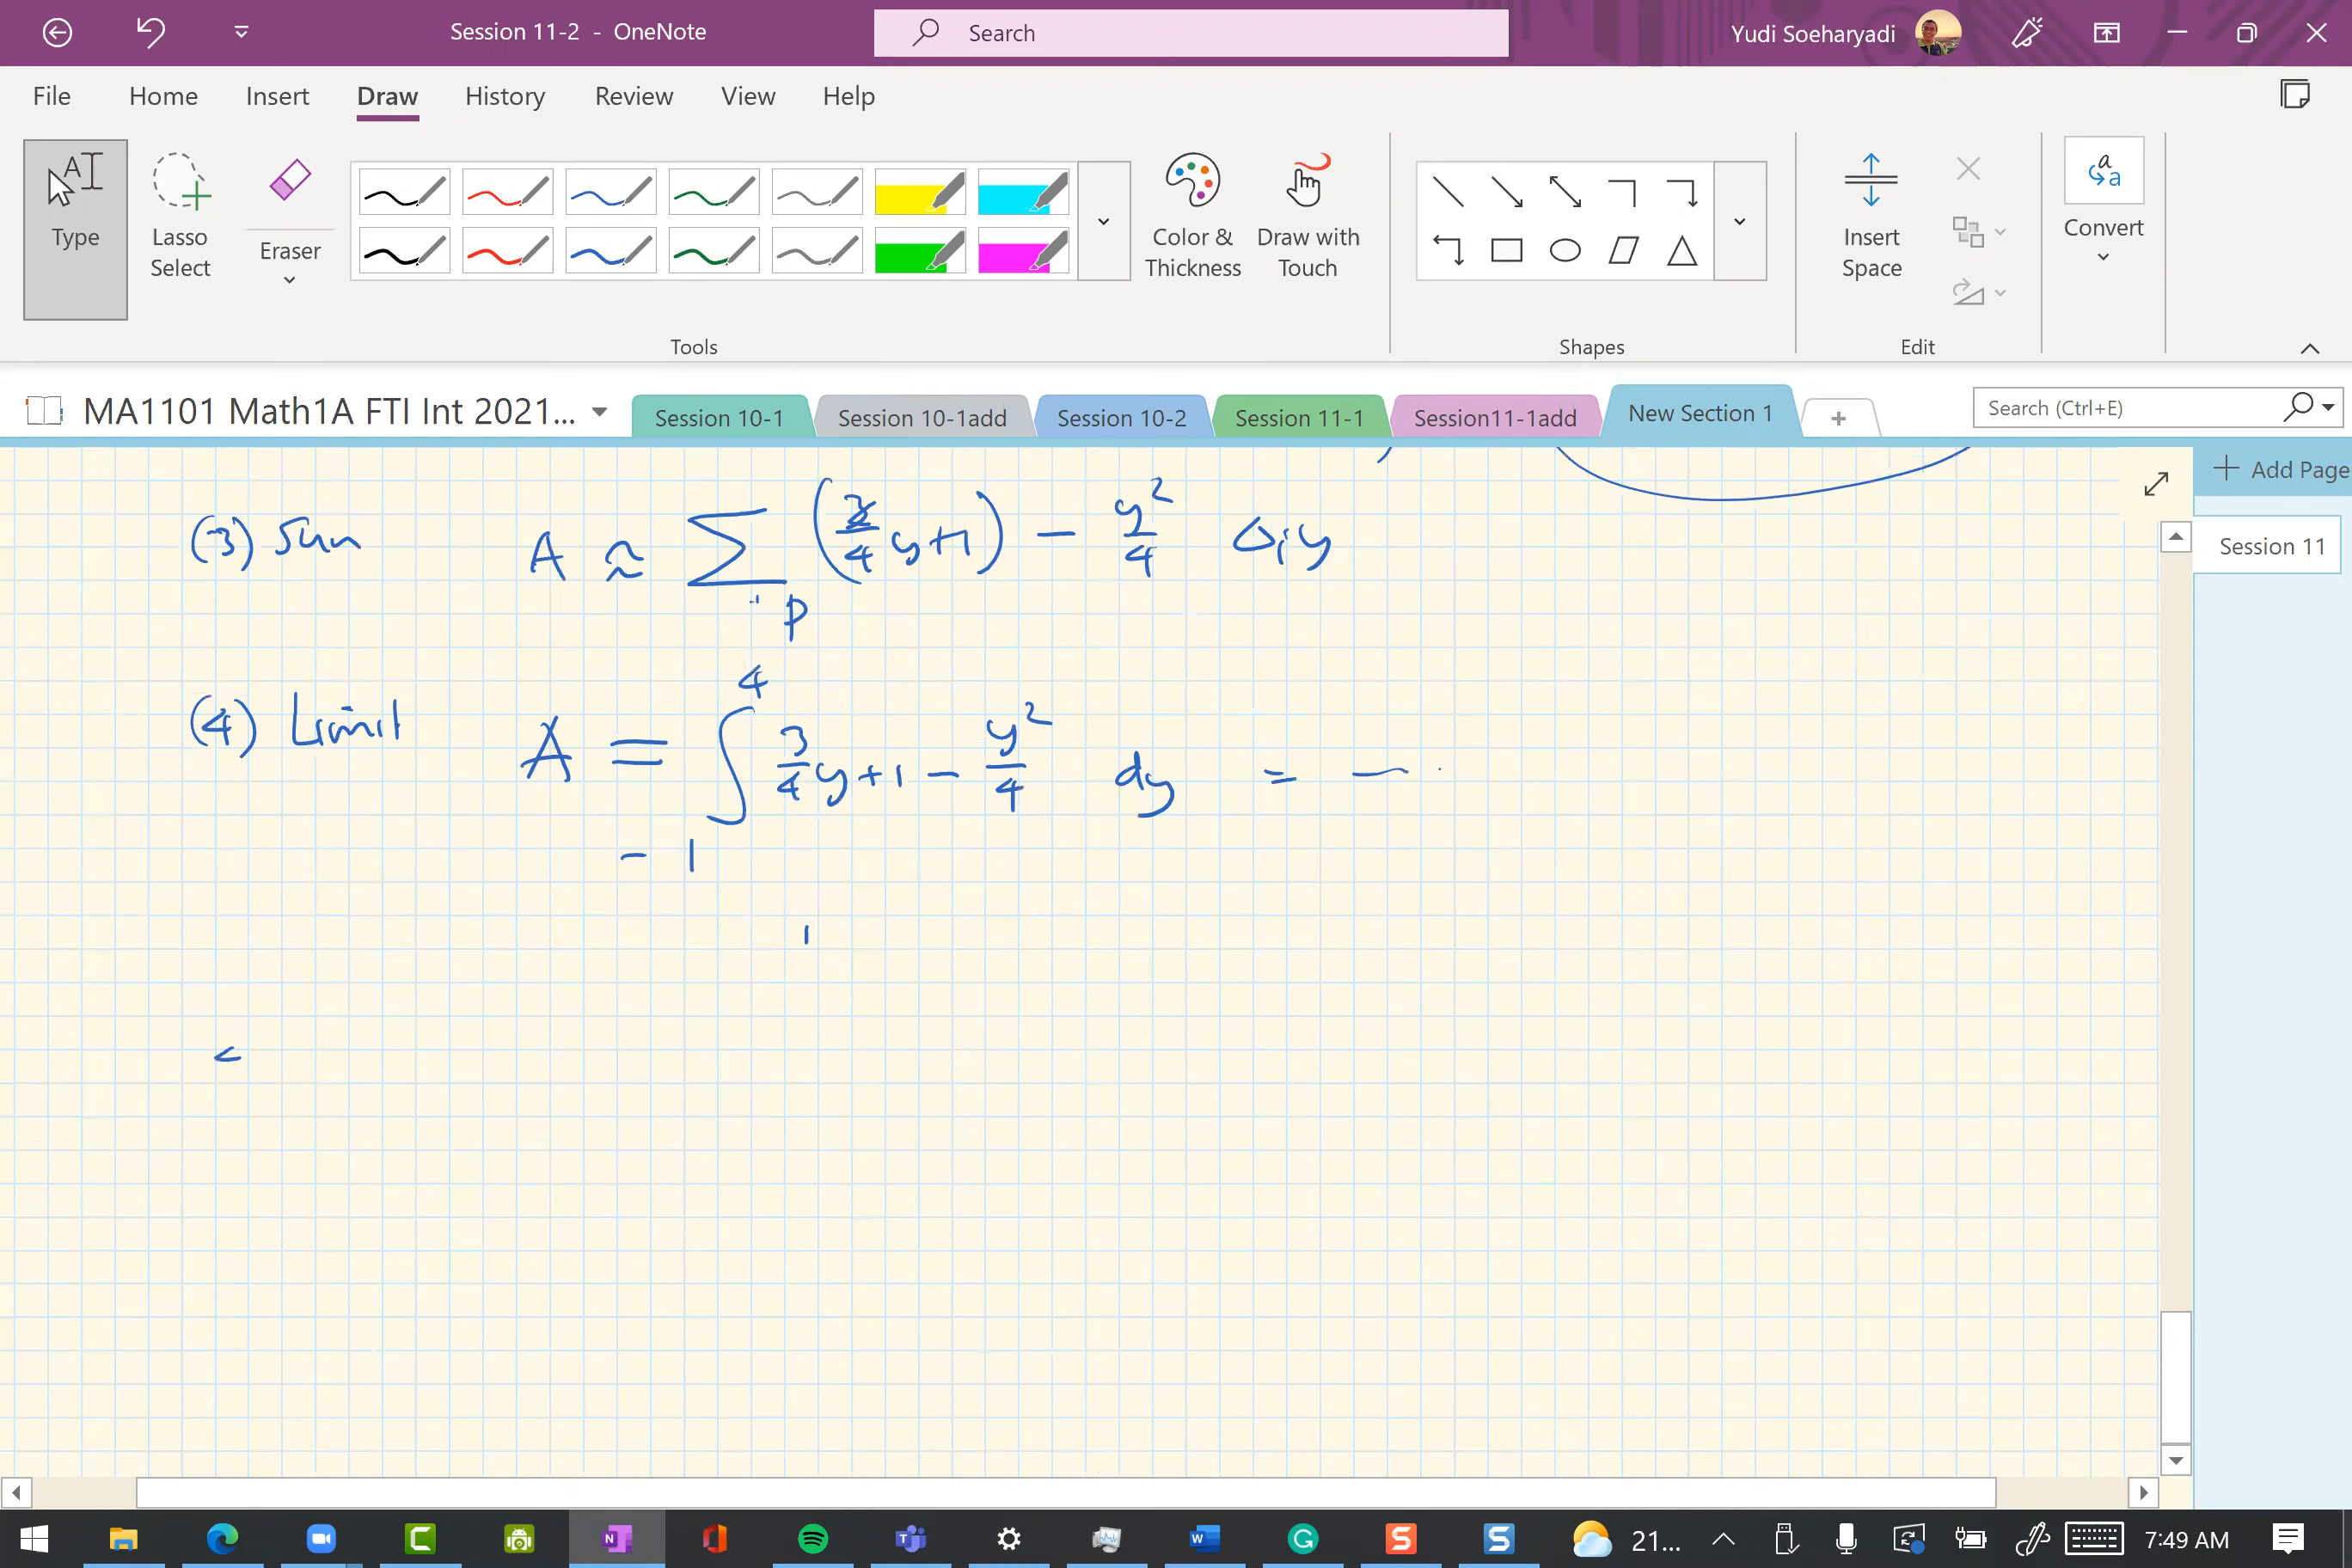 Session 11-2 - OneNote
Search
Yudi Soeharyadi
File Home Insert Draw History Review View Help
Type
Lasso Select
Eraser
Color & Thickness
Draw with Touch
Insert Space
Convert
Tools
Shapes
Edit
MA1101 Math1A FTI Int 2021...
Session 10-1
Session 10-1add
Session 10-2
Session 11-1
Session11-1add
New Section 1
Search (Ctrl+E)
Add Page
Session 11
(3) Sum A ≈ ∑_P (3/4 y+1) − y²/4 Δᵢy
(4) Limit A = ∫_{-1}^{4} 3/4 y+1 − y²/4 dy = —
21...
7:49 AM